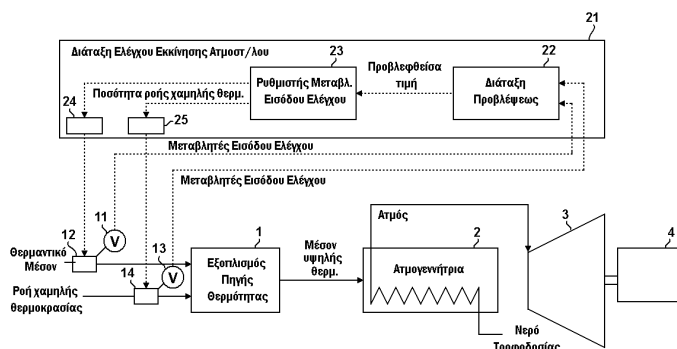 21
Διάταξη Ελέγχου Εκκίνησης Ατμοστ/λου
23
22
Ρυθμιστής Μεταβλ.
Εισόδου Ελέγχου
Προβλεφθείσα
τιμή
Διάταξη
Προβλέψεως
Ποσότητα ροής χαμηλής θερμ.
24
25
Μεταβλητές Εισόδου Ελέγχου
Μεταβλητές Εισόδου Ελέγχου
11
V
12
Θερμαντικό
Μέσον
13
V
14
Ροή χαμηλής
θερμοκρασίας
1
Εξοπλισμός
Πηγής
Θερμότητας
Μέσον
υψηλής
θερμ.
2
Ατμός
Ατμογεννήτρια
3
4
Νερό
Τροφοδοσίας